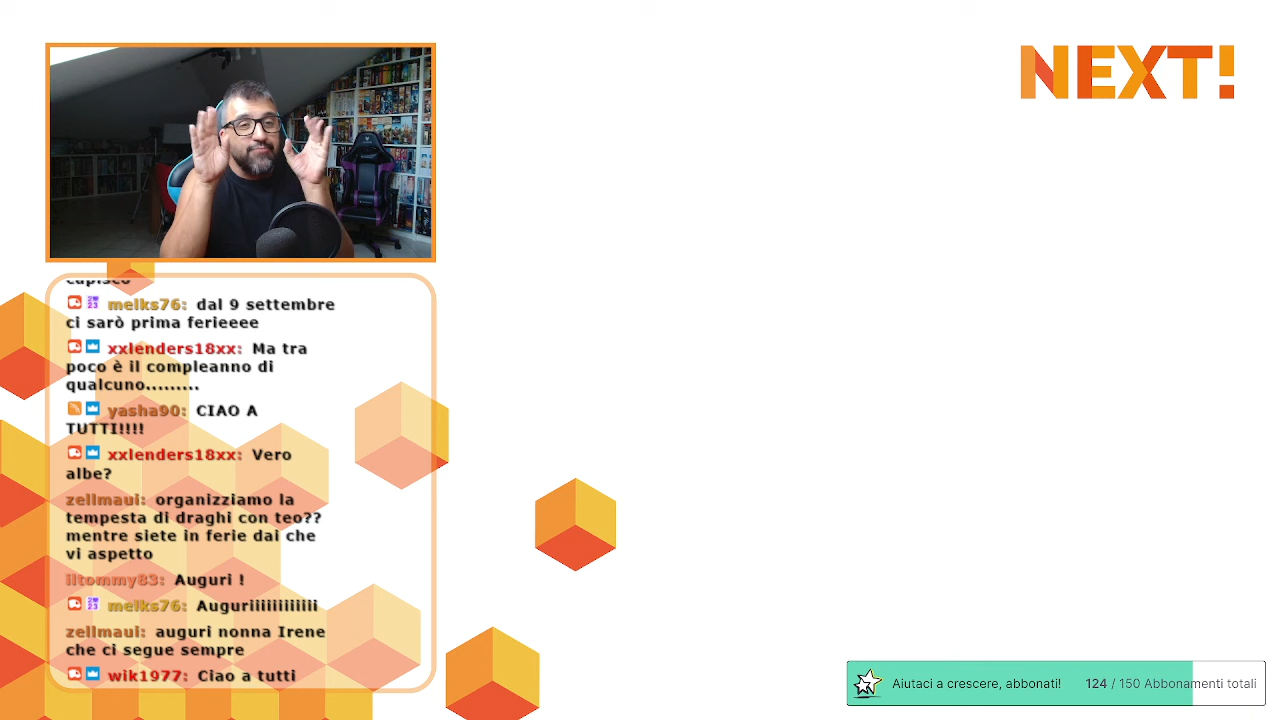 NEXT!
capisco
melks76: dal 9 settembre
ci sarò prima ferieeee
xxlenders18xx: Ma tra
poco è il compleanno di
qualcuno.........
yasha90: CIAO A
TUTTI!!!!
xxlenders18xx: Vero
albe?
zellmaui: organizziamo la
tempesta di draghi con teo??
mentre siete in ferie dai che
vi aspetto
iltommy83: Auguri !
melks76: Auguriiiiiiiiiiii
zellmaui: auguri nonna Irene
che ci segue sempre
wik1977: Ciao a tutti
Aiutaci a crescere, abbonati! 124 / 150 Abbonamenti totali